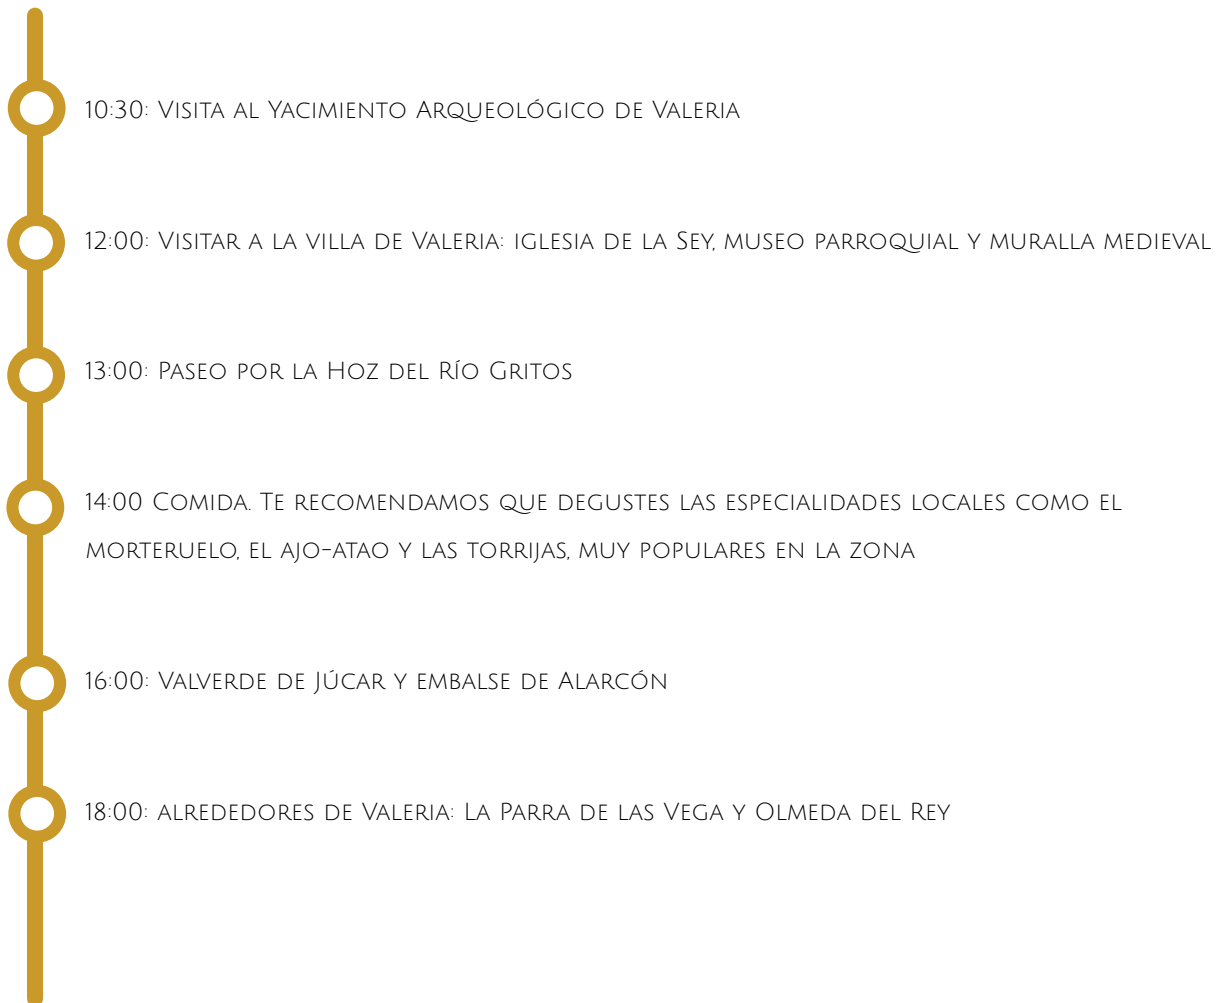 10:30: Visita al Yacimiento Arqueológico de Valeria
12:00: Visitar a la villa de Valeria: iglesia de la Sey, museo parroquial y muralla medieval
13:00: Paseo por la Hoz del Río Gritos
14:00 Comida. Te recomendamos que degustes las especialidades locales como el
morteruelo, el ajo-atao y las torrijas, muy populares en la zona
16:00: Valverde de Júcar y embalse de Alarcón
18:00: alrededores de Valeria: La Parra de las Vega y Olmeda del Rey